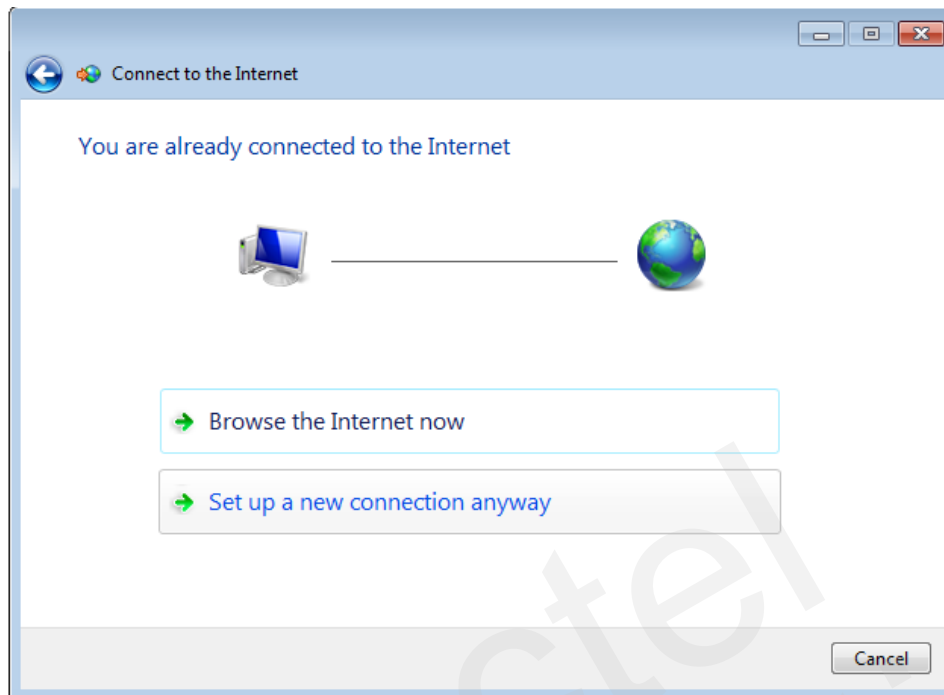 Connect to the Internet
You are already connected to the Internet
Browse the Internet now
Set up a new connection anyway
Cancel
ctel